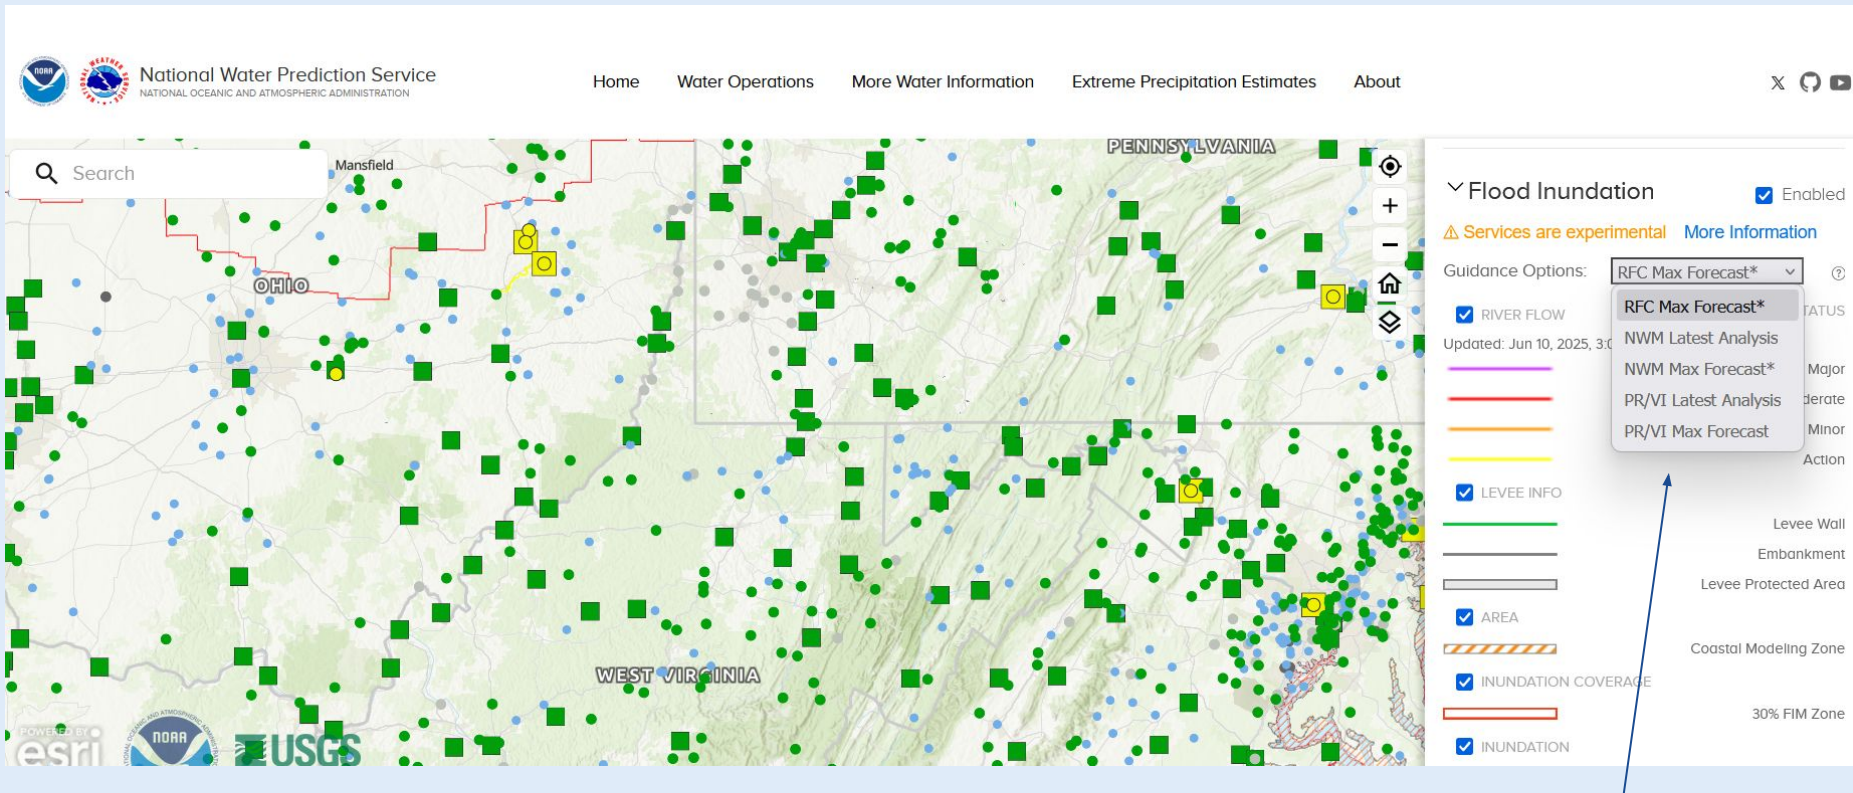 NOAA
National Water Prediction Service
NATIONAL OCEANIC AND ATMOSPHERIC ADMINISTRATION
Home
Water Operations
More Water Information
Extreme Precipitation Estimates
About
Search
Mansfield
PENNSYLVANIA
OHIO
WEST VIRGINIA
POWERED BY
esri
NOAA
USGS
+
−
Flood Inundation
Enabled
Services are experimental More Information
Guidance Options: RFC Max Forecast*
RFC Max Forecast*
NWM Latest Analysis
NWM Max Forecast*
PR/VI Latest Analysis
PR/VI Max Forecast
RIVER FLOW
Updated: Jun 10, 2025,
Major
Minor
Action
LEVEE INFO
Levee Wall
Embankment
Levee Protected Area
AREA
Coastal Modeling Zone
INUNDATION COVERAGE
30% FIM Zone
INUNDATION